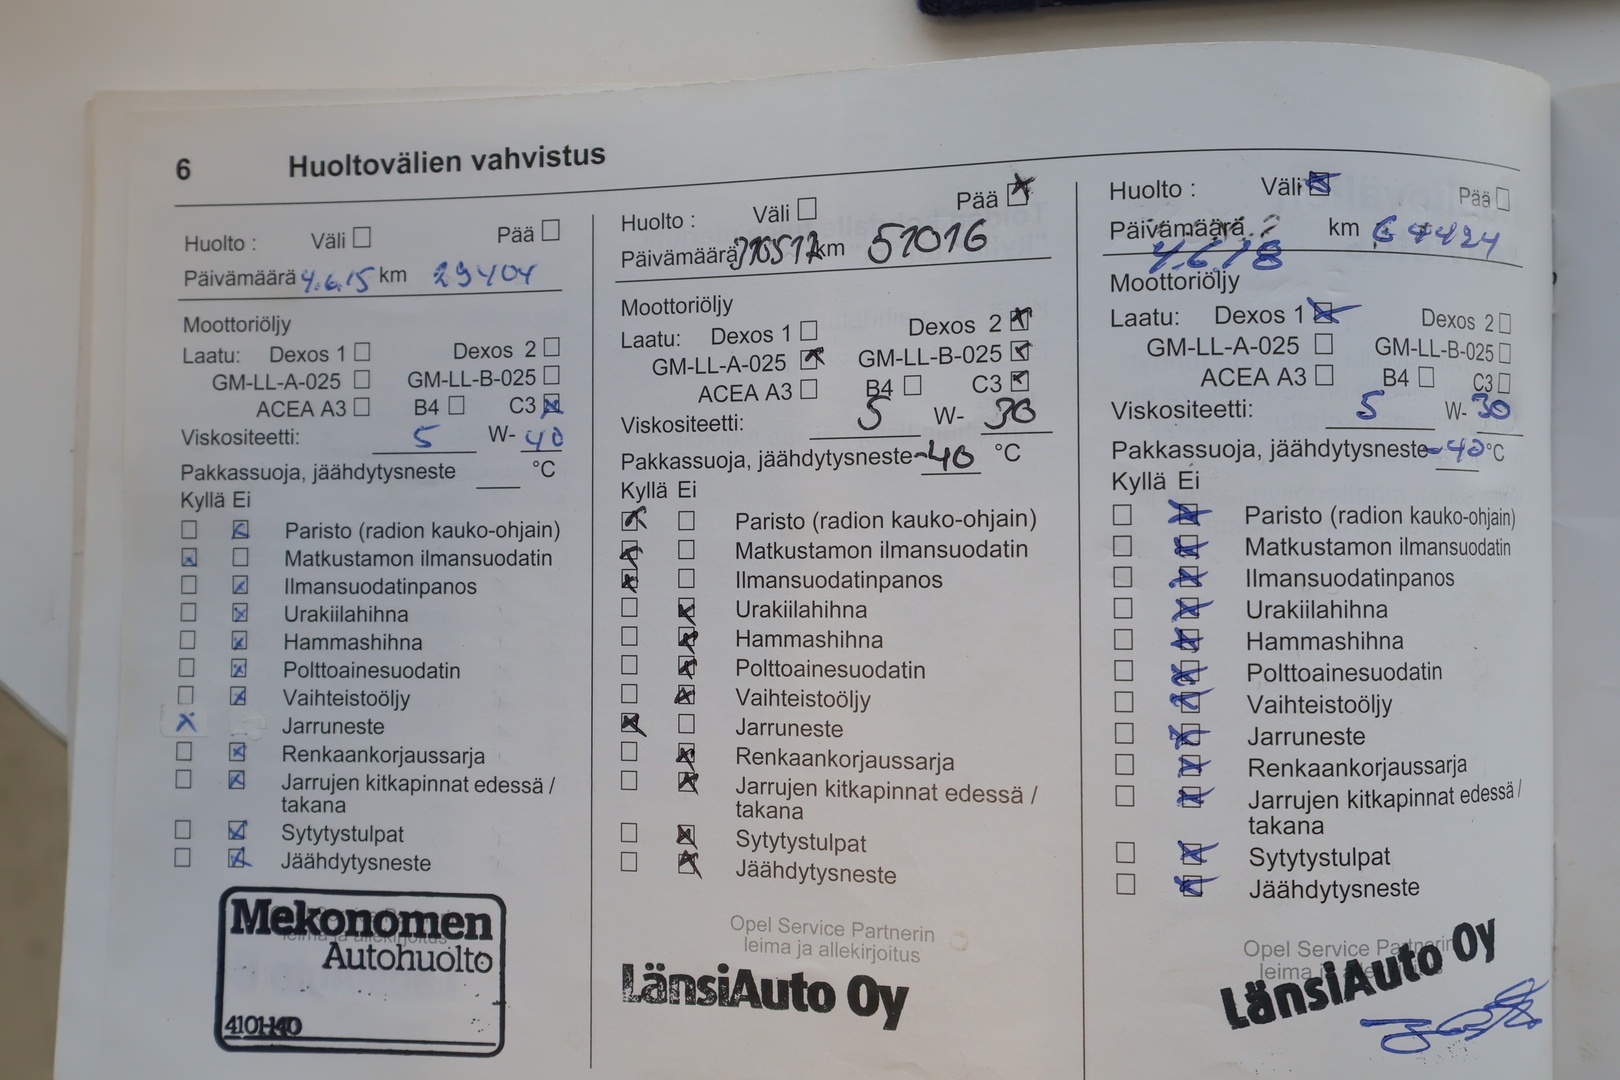 6 Huoltovälien vahvistus
Huolto : Väli Pää
Päivämäärä 4.6.15 km 29404
Moottoriöljy
Laatu: Dexos 1 Dexos 2
GM-LL-A-025 GM-LL-B-025
ACEA A3 B4 C3
Viskositeetti: 5 W- 40
Pakkassuoja, jäähdytysneste °C
Kyllä Ei
Paristo (radion kauko-ohjain)
Matkustamon ilmansuodatin
Ilmansuodatinpanos
Urakiilahihna
Hammashihna
Polttoainesuodatin
Vaihteistoöljy
Jarruneste
Renkaankorjaussarja
Jarrujen kitkapinnat edessä /
takana
Sytytystulpat
Jäähdytysneste
Mekonomen
Autohuolto
Huolto : Väli Pää
Päivämäärä km 51016
Moottoriöljy
Laatu: Dexos 1 Dexos 2
GM-LL-A-025 GM-LL-B-025
ACEA A3 B4 C3
Viskositeetti: 5 W- 30
Pakkassuoja, jäähdytysneste -40 °C
Kyllä Ei
Paristo (radion kauko-ohjain)
Matkustamon ilmansuodatin
Ilmansuodatinpanos
Urakiilahihna
Hammashihna
Polttoainesuodatin
Vaihteistoöljy
Jarruneste
Renkaankorjaussarja
Jarrujen kitkapinnat edessä /
takana
Sytytystulpat
Jäähdytysneste
Opel Service Partnerin
leima ja allekirjoitus
LänsiAuto Oy
Huolto : Väli Pää
Päivämäärä km
4.6.18
Moottoriöljy
Laatu: Dexos 1 Dexos 2
GM-LL-A-025 GM-LL-B-025
ACEA A3 B4 C3
Viskositeetti: 5 W- 30
Pakkassuoja, jäähdytysneste -40 °C
Kyllä Ei
Paristo (radion kauko-ohjain)
Matkustamon ilmansuodatin
Ilmansuodatinpanos
Urakiilahihna
Hammashihna
Polttoainesuodatin
Vaihteistoöljy
Jarruneste
Renkaankorjaussarja
Jarrujen kitkapinnat edessä /
takana
Sytytystulpat
Jäähdytysneste
Opel Service Partnerin
leima
LänsiAuto Oy